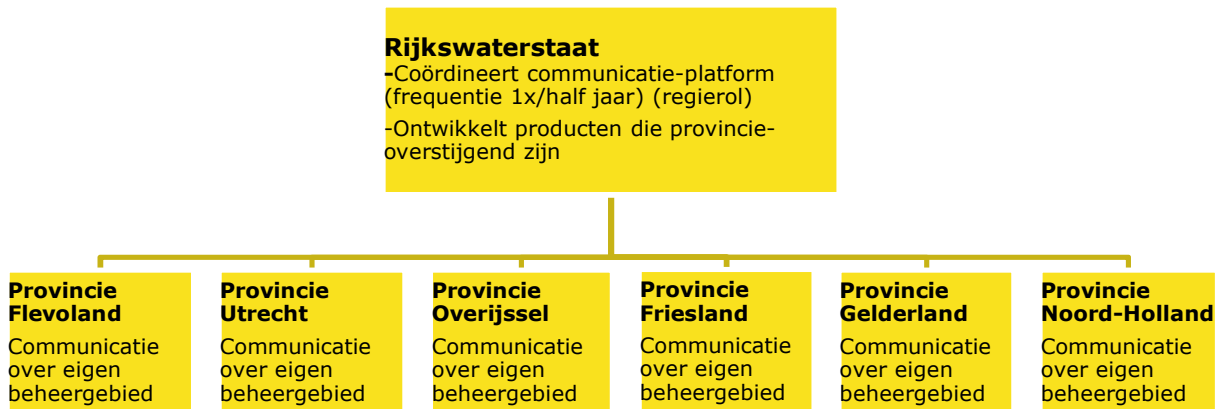 Rijkswaterstaat
-Coördineert communicatie-platform
(frequentie 1x/half jaar) (regierol)
-Ontwikkelt producten die provincie-
overstijgend zijn
Provincie
Flevoland
Communicatie
over eigen
beheergebied
Provincie
Utrecht
Communicatie
over eigen
beheergebied
Provincie
Overijssel
Communicatie
over eigen
beheergebied
Provincie
Friesland
Communicatie
over eigen
beheergebied
Provincie
Gelderland
Communicatie
over eigen
beheergebied
Provincie
Noord-Holland
Communicatie
over eigen
beheergebied